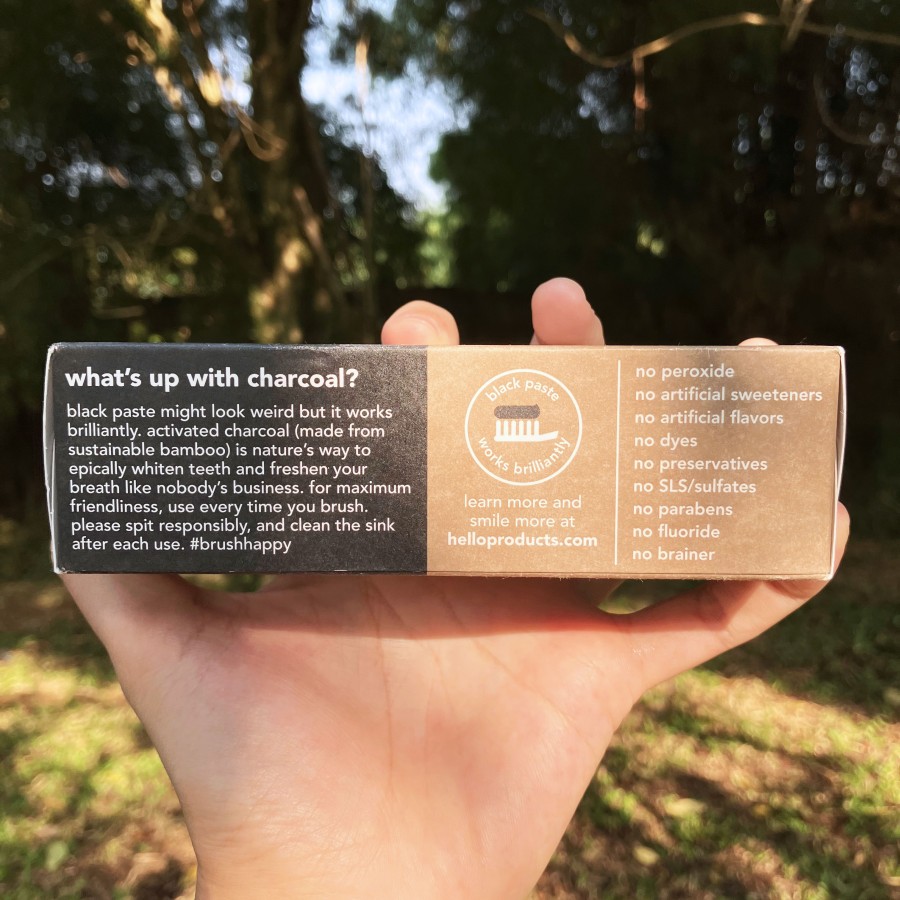 what's up with charcoal?
black paste might look weird but it works
brilliantly. activated charcoal (made from
sustainable bamboo) is nature's way to
epically whiten teeth and freshen your
breath like nobody's business. for maximum
friendliness, use every time you brush.
please spit responsibly, and clean the sink
after each use. #brushhappy
black paste
works brilliantly
learn more and
smile more at
helloproducts.com
no peroxide
no artificial sweeteners
no artificial flavors
no dyes
no preservatives
no SLS/sulfates
no parabens
no fluoride
no brainer